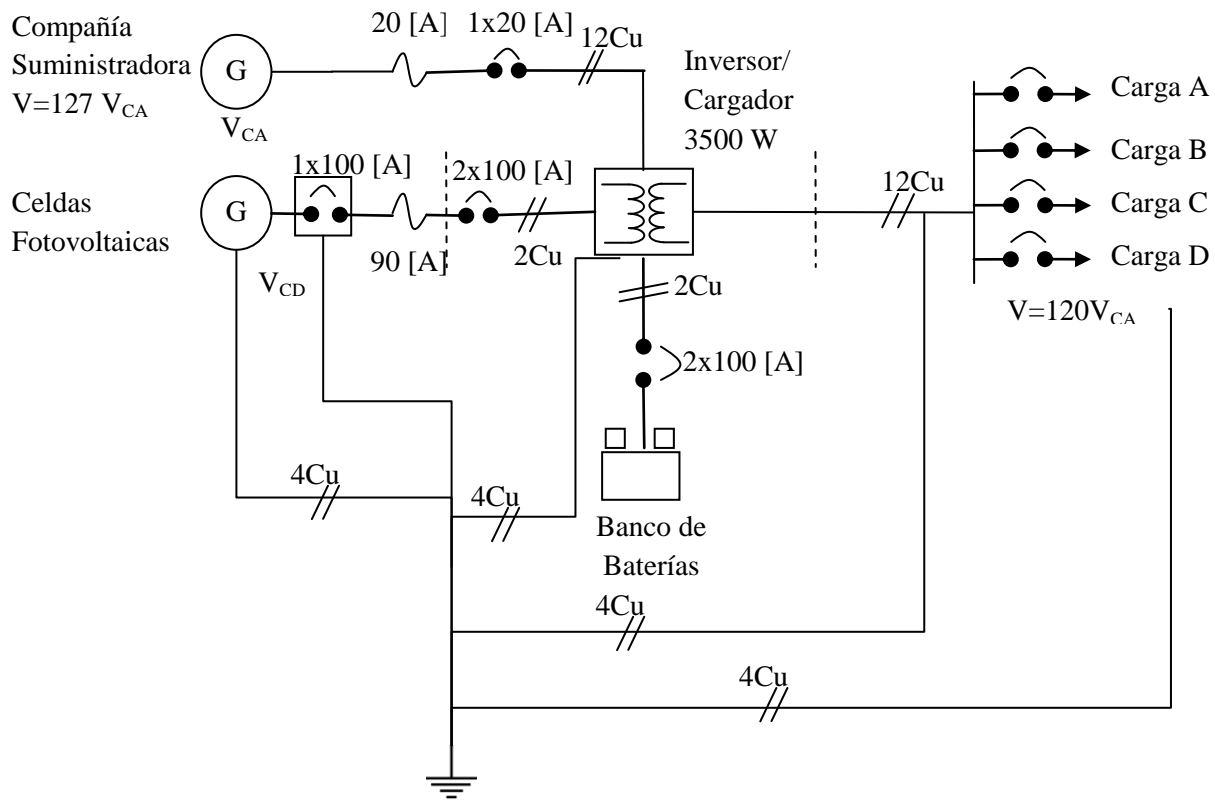 Compañía
Suministradora
V=127 VCA
G
VCA
20 [A]
1x20 [A]
12Cu
Inversor/
Cargador
3500 W
Celdas
Fotovoltaicas
G
VCD
1x100 [A]
90 [A]
2x100 [A]
2Cu
2Cu
2x100 [A]
Banco de
Baterías
12Cu
Carga A
Carga B
Carga C
Carga D
V=120VCA
4Cu
4Cu
4Cu
4Cu